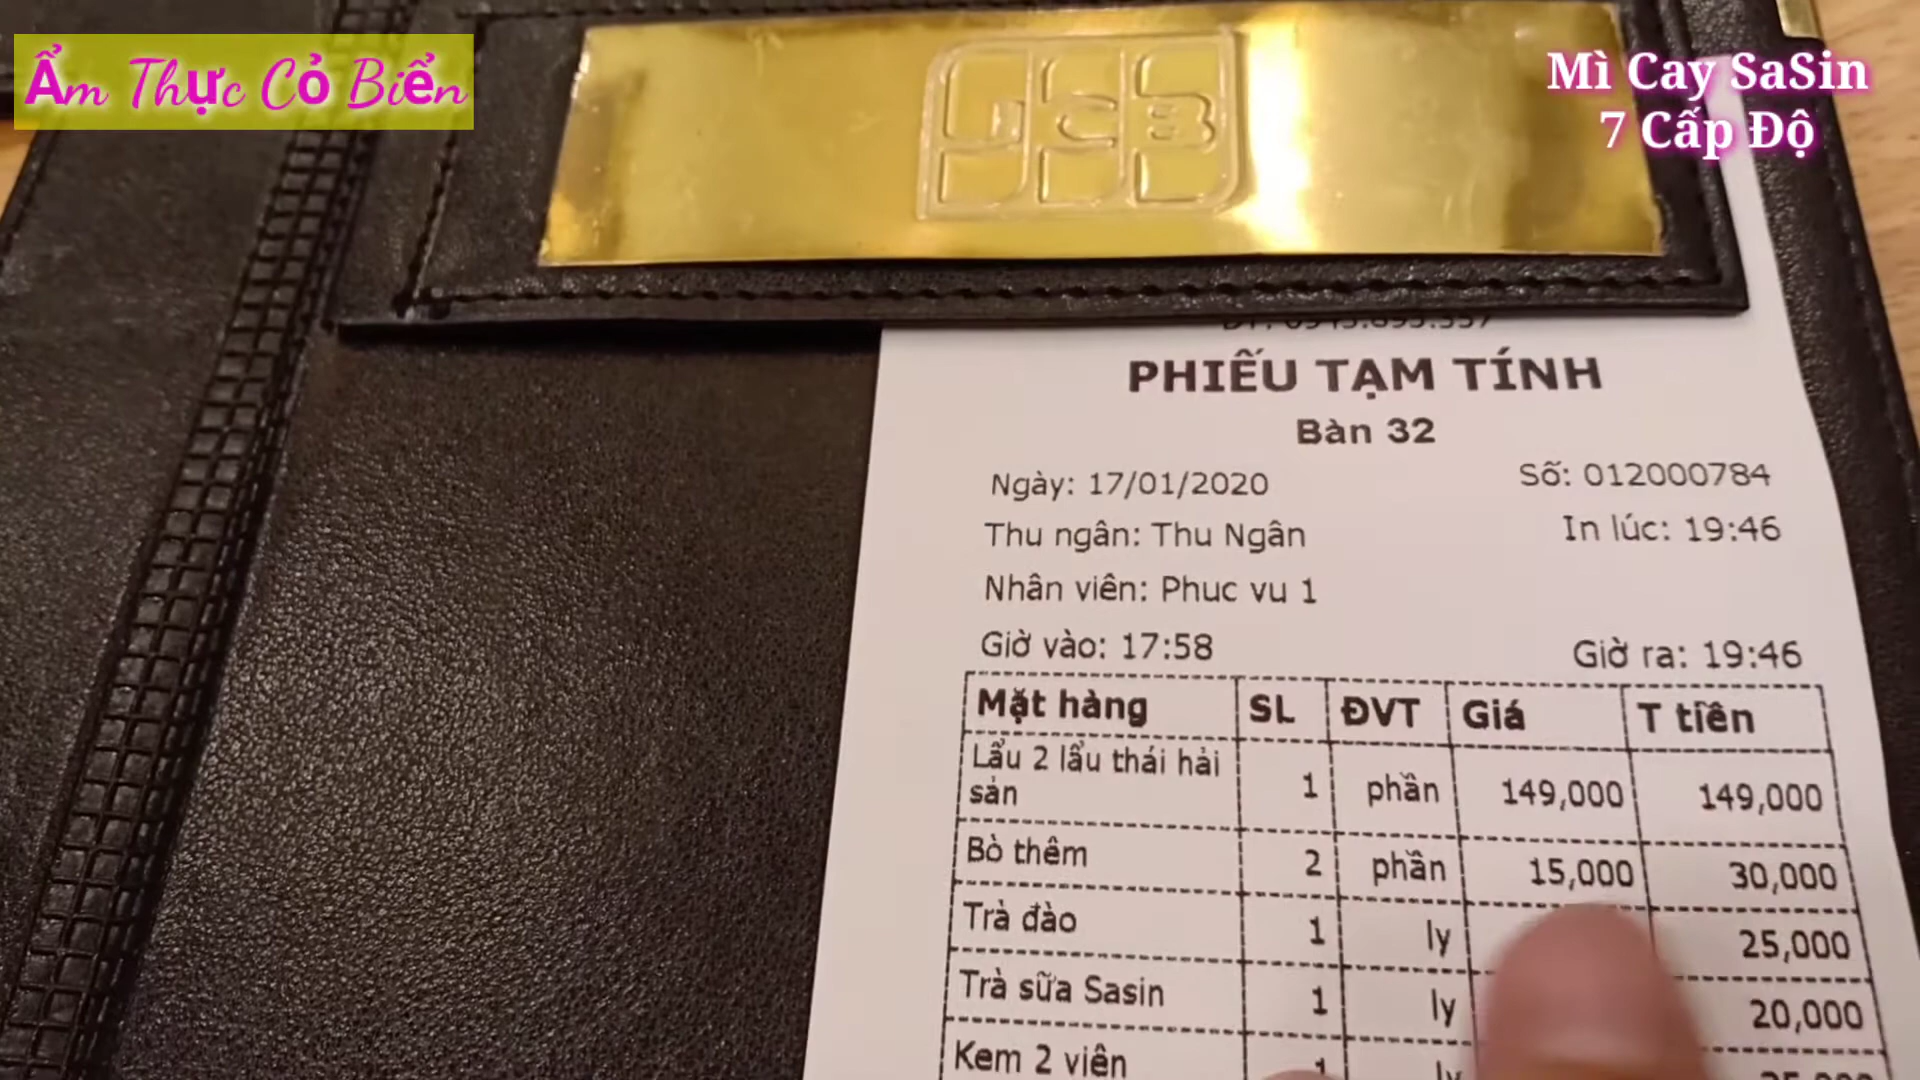 Ẩm Thực Cỏ Biển
Mì Cay SaSin
7 Cấp Độ
JCB
PHIẾU TẠM TÍNH
Bàn 32
Ngày: 17/01/2020 Số: 012000784
Thu ngân: Thu Ngân In lúc: 19:46
Nhân viên: Phuc vu 1
Giờ vào: 17:58 Giờ ra: 19:46
Mặt hàng SL ĐVT Giá T tiền
Lẩu 2 lẩu thái hải
sản 1 phần 149,000 149,000
Bò thêm 2 phần 15,000 30,000
Trà đào 1 ly 25,000
Trà sữa Sasin 1 ly 20,000
Kem 2 viên 1 ly